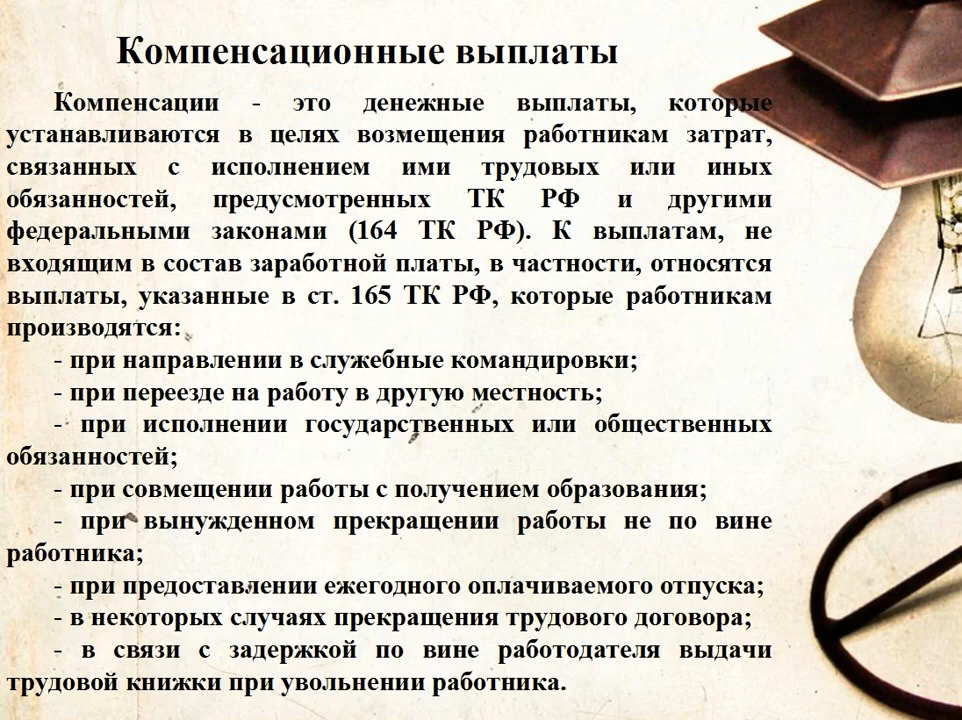 Компенсационные выплаты
Компенсации - это денежные выплаты, которые
устанавливаются в целях возмещения работникам затрат,
связанных с исполнением ими трудовых или иных
обязанностей, предусмотренных ТК РФ и другими
федеральными законами (164 ТК РФ). К выплатам, не
входящим в состав заработной платы, в частности, относятся
выплаты, указанные в ст. 165 ТК РФ, которые работникам
производятся:
- при направлении в служебные командировки;
- при переезде на работу в другую местность;
- при исполнении государственных или общественных
обязанностей;
- при совмещении работы с получением образования;
- при вынужденном прекращении работы не по вине
работника;
- при предоставлении ежегодного оплачиваемого отпуска;
- в некоторых случаях прекращения трудового договора;
- в связи с задержкой по вине работодателя выдачи
трудовой книжки при увольнении работника.